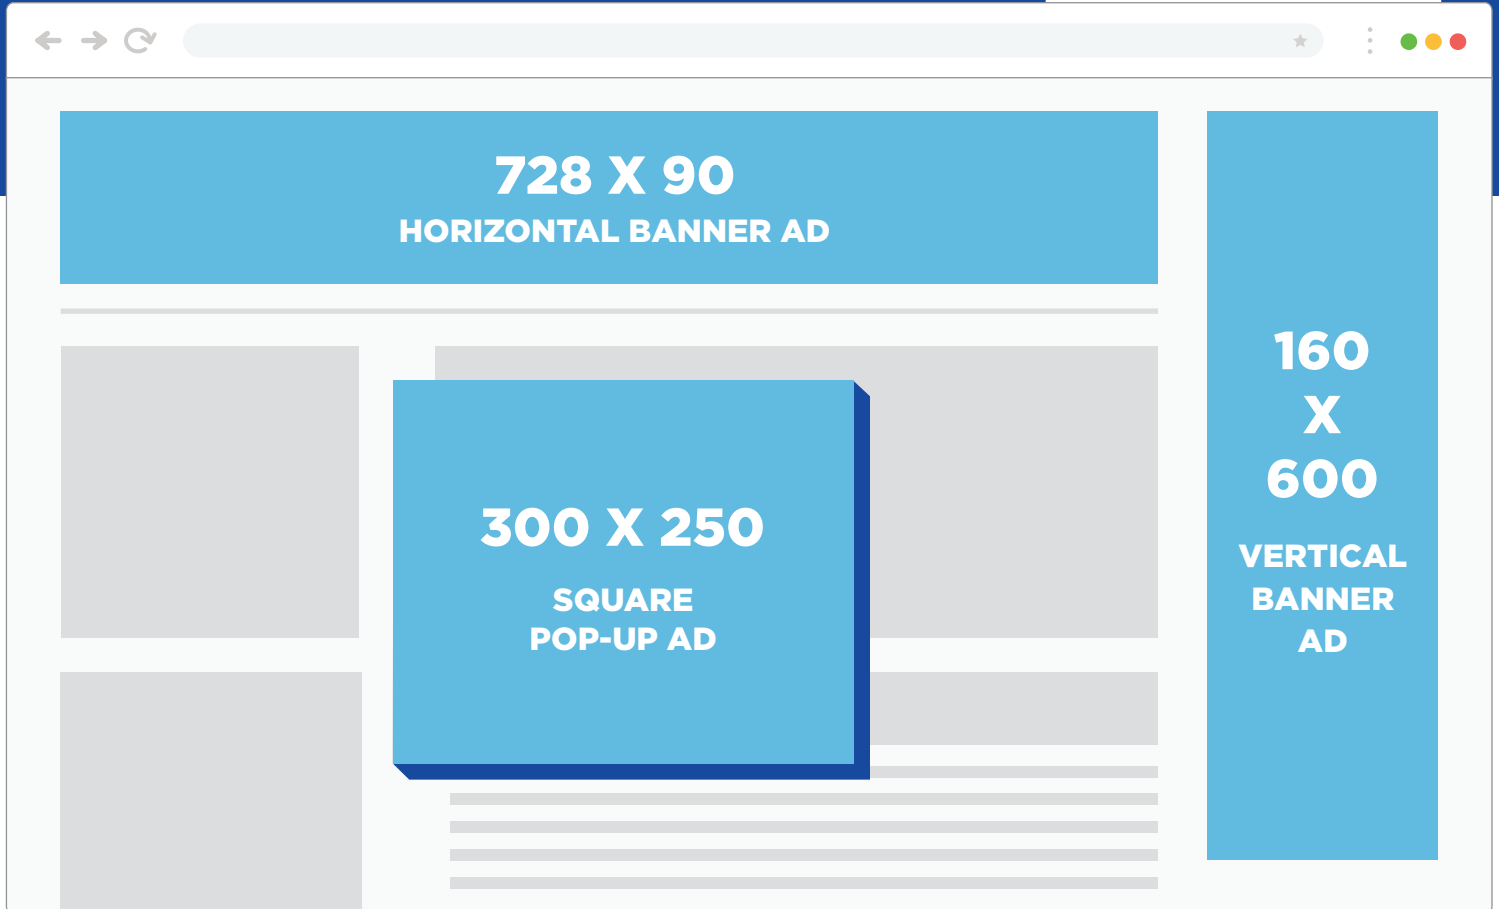 728 X 90
HORIZONTAL BANNER AD
300 X 250
SQUARE
POP-UP AD
160
X
600
VERTICAL
BANNER
AD